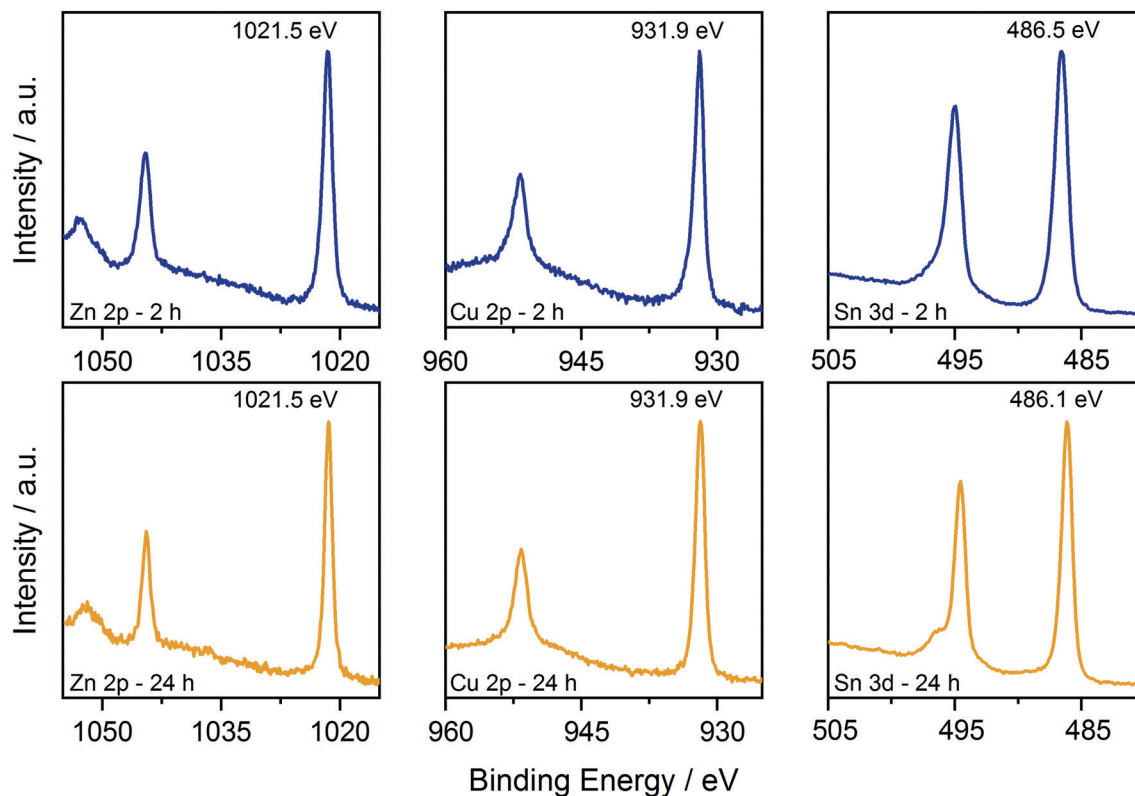 Intensity / a.u.
1021.5 eV
Zn 2p - 2 h
1050 1035 1020
931.9 eV
Cu 2p - 2 h
960 945 930
486.5 eV
Sn 3d - 2 h
505 495 485
Intensity / a.u.
1021.5 eV
Zn 2p - 24 h
1050 1035 1020
931.9 eV
Cu 2p - 24 h
960 945 930
486.1 eV
Sn 3d - 24 h
505 495 485
Binding Energy / eV